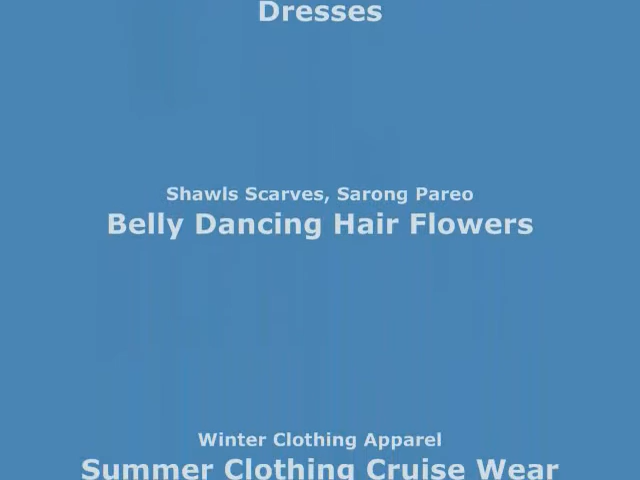 Dresses
Shawls Scarves, Sarong Pareo
Belly Dancing Hair Flowers
Winter Clothing Apparel
Summer Clothing Cruise Wear